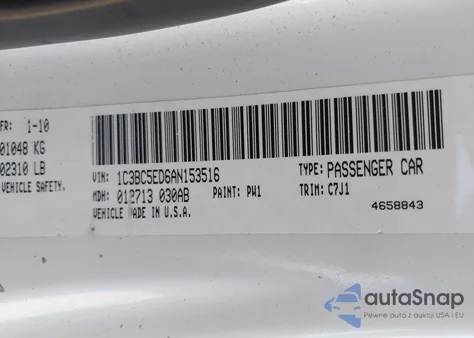 FR: 1-10
01048 KG
02310 LB
VEHICLE SAFETY.
VIN: 1C3BC5ED6AN153516
TYPE: PASSENGER CAR
MDH: 012713 030AB
PAINT: PW1
TRIM: C7J1
VEHICLE MADE IN U.S.A.
4658843
autoSnap
Pewne auta z aukcji USA i EU